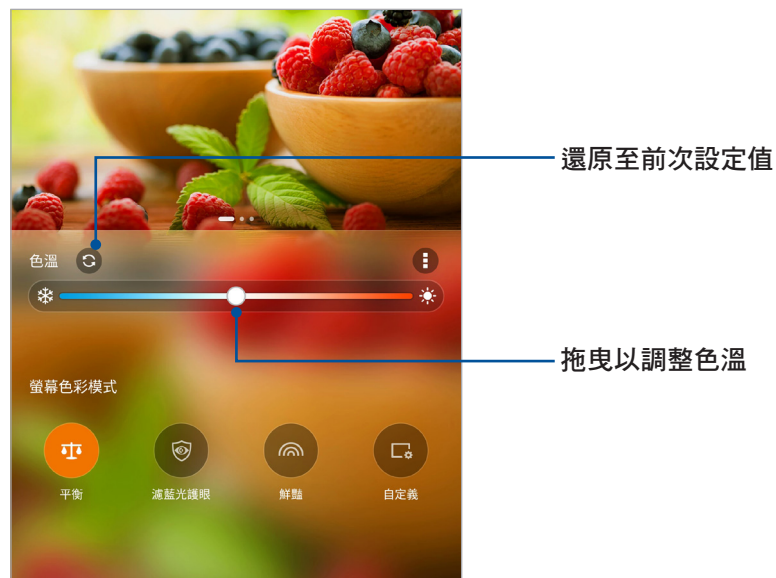 還原至前次設定值
色溫
拖曳以調整色溫
螢幕色彩模式
平衡
濾藍光護眼
鮮豔
自定義